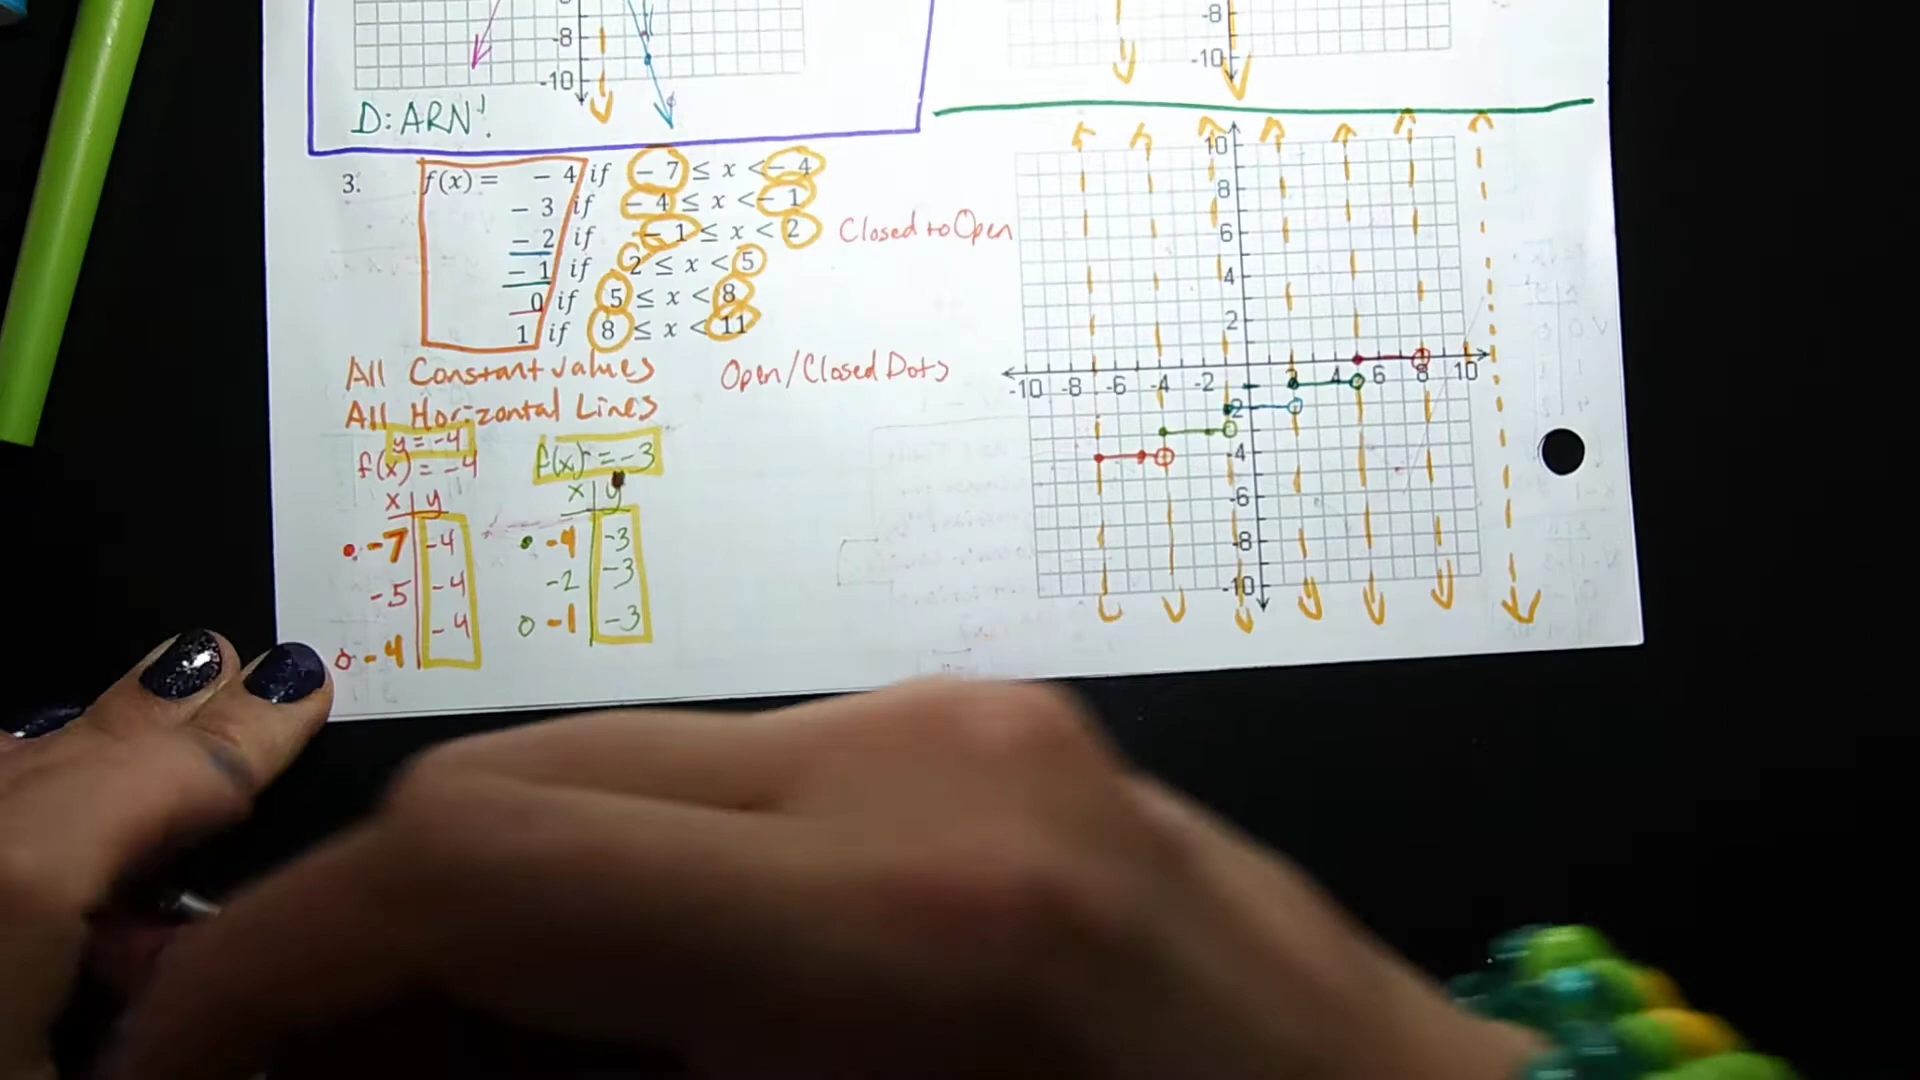 -8
-10
D: ARN!
-8
-10
3. f(x) = - 4 if - 7 ≤ x < - 4
- 3 if - 4 ≤ x < - 1
- 2 if - 1 ≤ x < 2
- 1 if 2 ≤ x < 5
0 if 5 ≤ x < 8
1 if 8 ≤ x < 11
Closed to Open
All Constant values
All Horizontal Lines
Open/Closed Dots
y = -4
f(x) = -4
x y
-7 -4
-5 -4
-4 -4
f(x) = -3
x y
-4 -3
-2 -3
-1 -3
10
8
6
4
2
-10 -8 -6 -4 -2 4 6 8 10
-2
-4
-6
-8
-10